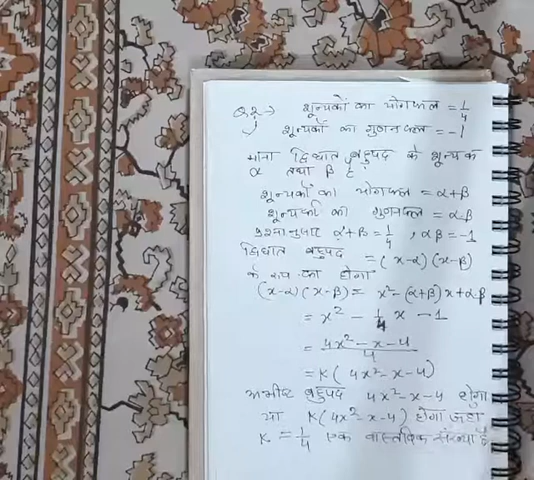 शून्यकों का योगफल = 1/4
शून्यकों का गुणनफल = -1
माना द्विघात बहुपद के शून्यक
α तथा β है
शून्यकों का योगफल = α+β
शून्यकों का गुणनफल = αβ
प्रश्नानुसार α+β = 1/4 , αβ = -1
द्विघात बहुपद = (x-α) (x-β)
के रूप का होगा
(x-α) (x-β) = x² - (α+β) x + αβ
= x² - 1/4 x - 1
= 4x² - x - 4 / 4
= K ( 4x² - x - 4)
अभीष्ट बहुपद 4x² - x - 4 होगा
या K (4x² - x - 4) होगा जहां
K = 1/4 एक वास्तविक संख्या है